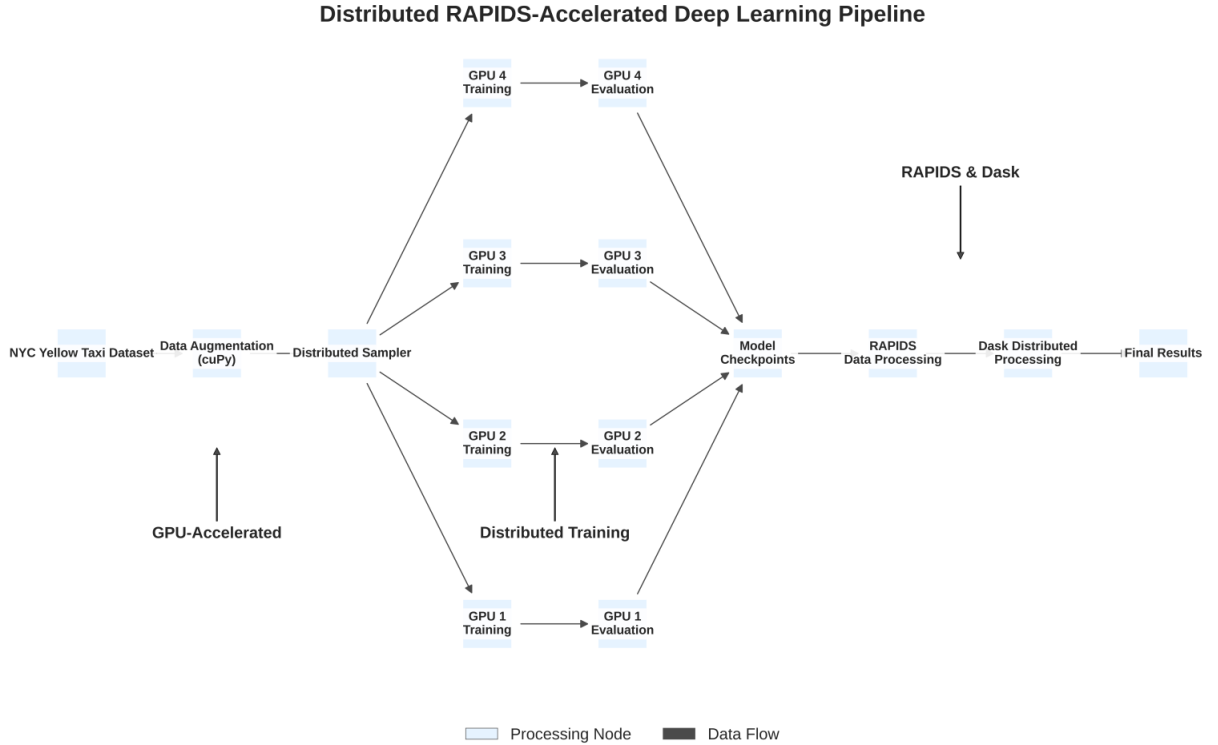 Distributed RAPIDS-Accelerated Deep Learning Pipeline
GPU 4
Training
GPU 4
Evaluation
RAPIDS & Dask
GPU 3
Training
GPU 3
Evaluation
NYC Yellow Taxi Dataset
Data Augmentation
(cuPy)
Distributed Sampler
Model
Checkpoints
RAPIDS
Data Processing
Dask Distributed
Processing
Final Results
GPU 2
Training
GPU 2
Evaluation
GPU-Accelerated
Distributed Training
GPU 1
Training
GPU 1
Evaluation
Processing Node
Data Flow